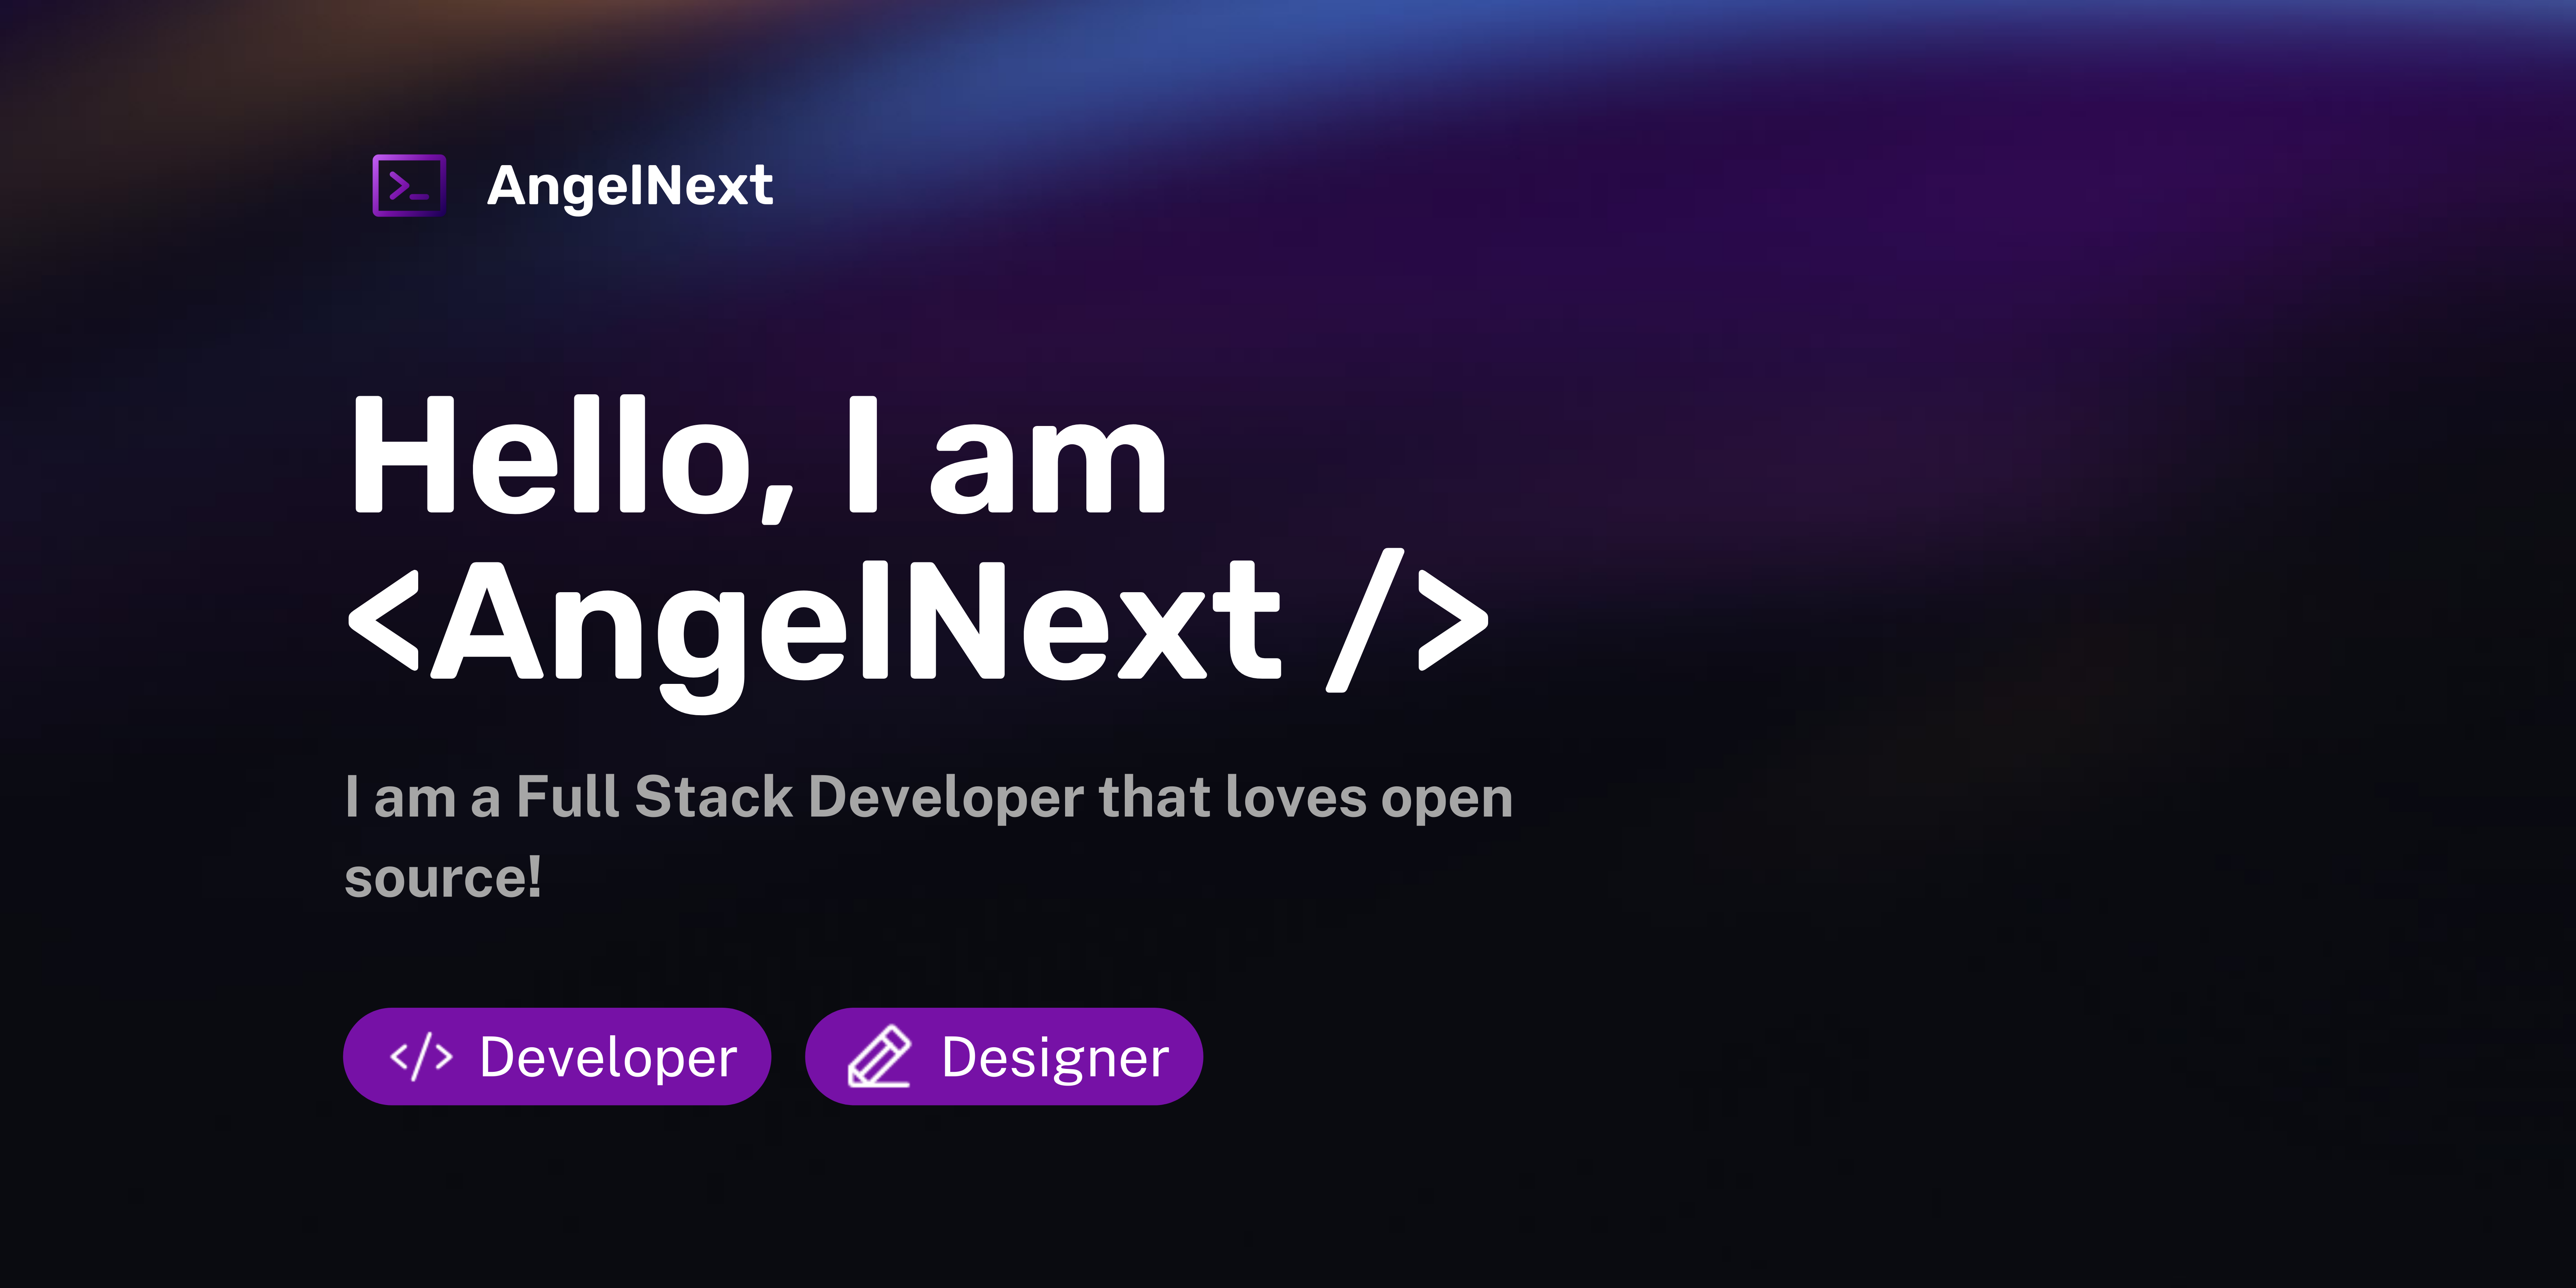 AngelNext
Hello, I am
<AngelNext />
I am a Full Stack Developer that loves open
source!
Developer
Designer